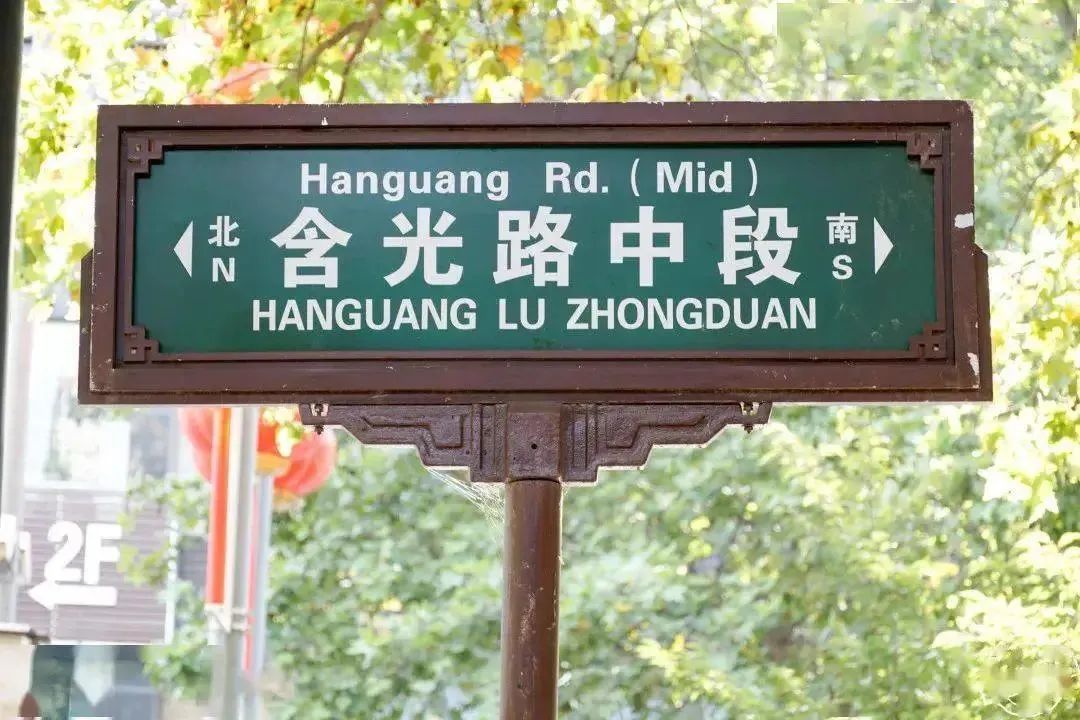 Hanguang Rd. (Mid)
北 含光路中段 南
N S
HANGUANG LU ZHONGDUAN
2F